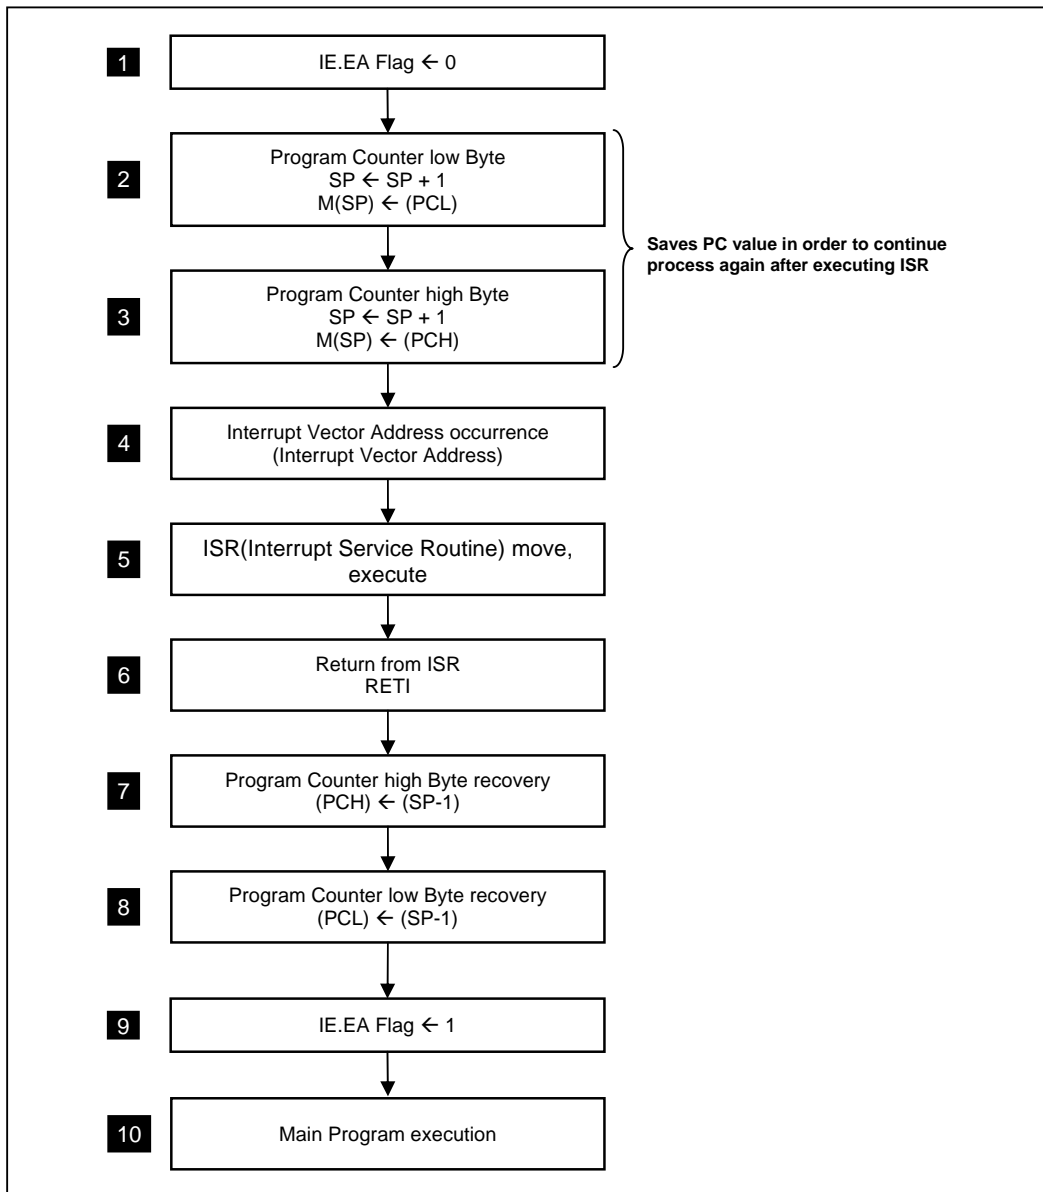 1
IE.EA Flag ← 0
2
Program Counter low Byte
SP ← SP + 1
M(SP) ← (PCL)
3
Program Counter high Byte
SP ← SP + 1
M(SP) ← (PCH)
Saves PC value in order to continue
process again after executing ISR
4
Interrupt Vector Address occurrence
(Interrupt Vector Address)
5
ISR(Interrupt Service Routine) move,
execute
6
Return from ISR
RETI
7
Program Counter high Byte recovery
(PCH) ← (SP-1)
8
Program Counter low Byte recovery
(PCL) ← (SP-1)
9
IE.EA Flag ← 1
10
Main Program execution